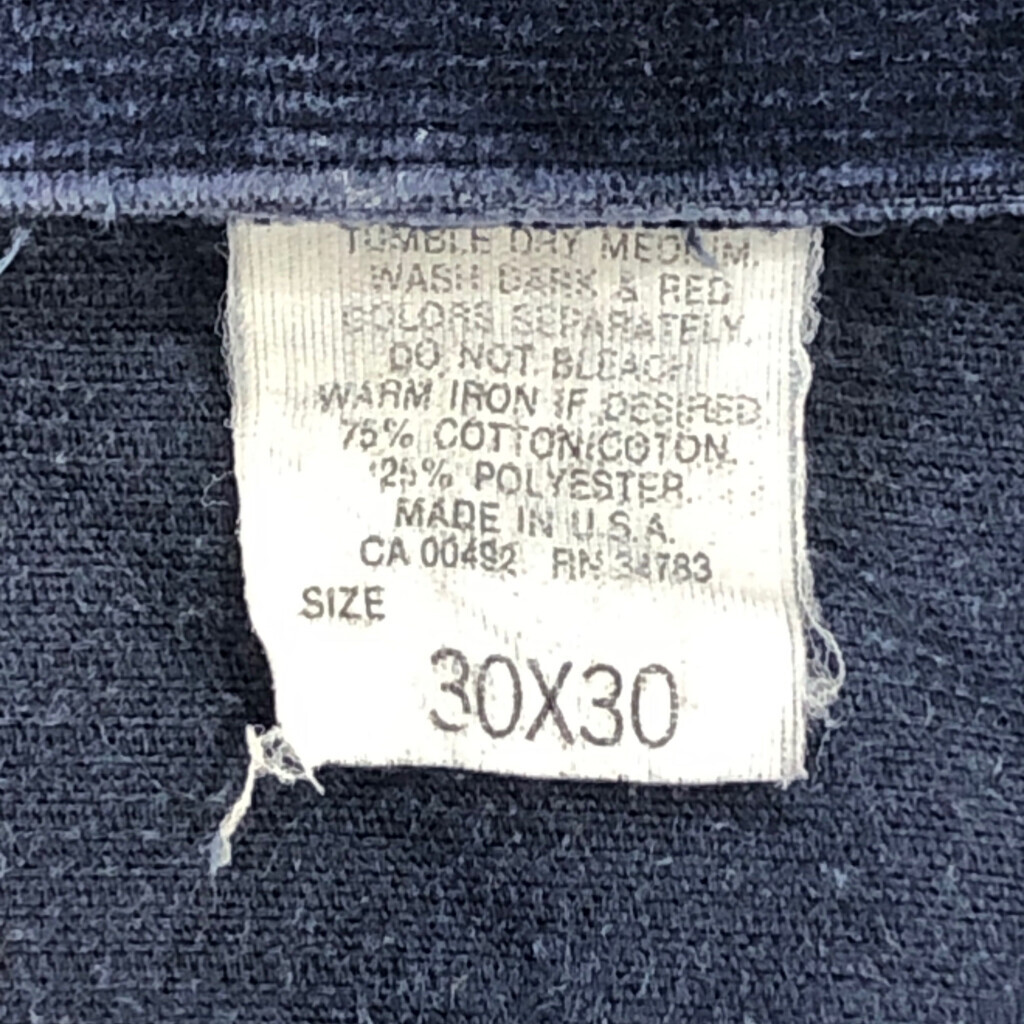 TUMBLE DRY MEDIUM.
WASH DARK & RED
COLORS SEPARATELY.
DO NOT BLEACH
WARM IRON IF DESIRED
75% COTTON/COTON.
25% POLYESTER.
MADE IN U.S.A.
CA 00492 RN 34783
SIZE
30X30